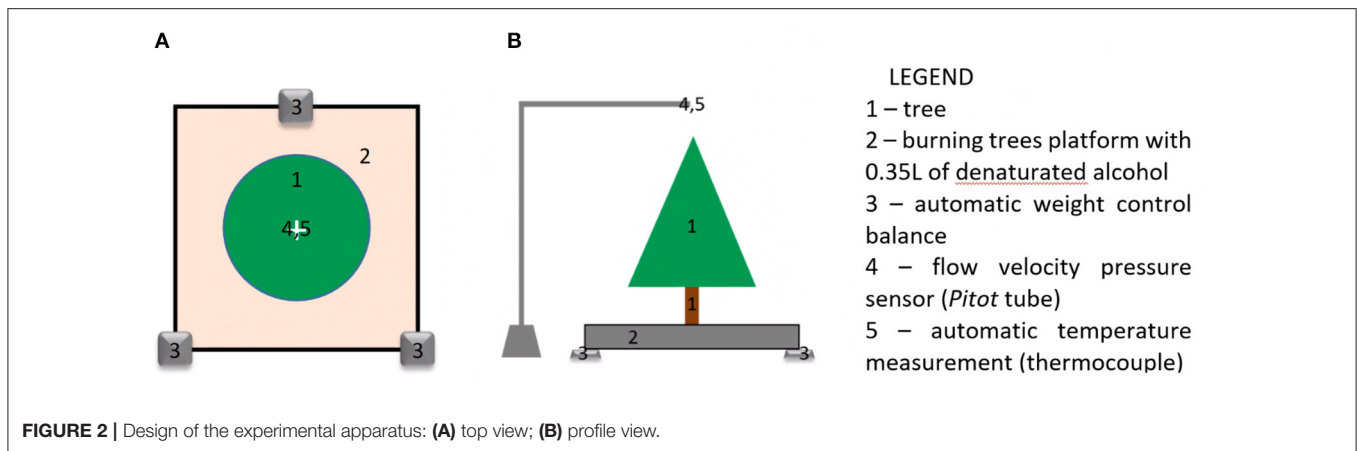 A
B
3
2
1
4,5
3
3
4,5
1
1
2
3
3
LEGEND
1 – tree
2 – burning trees platform with
0.35L of denaturated alcohol
3 – automatic weight control
balance
4 – flow velocity pressure
sensor (Pitot tube)
5 – automatic temperature
measurement (thermocouple)
FIGURE 2 | Design of the experimental apparatus: (A) top view; (B) profile view.